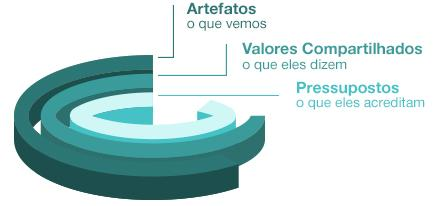 Artefatos
o que vemos
Valores Compartilhados
o que eles dizem
Pressupostos
o que eles acreditam